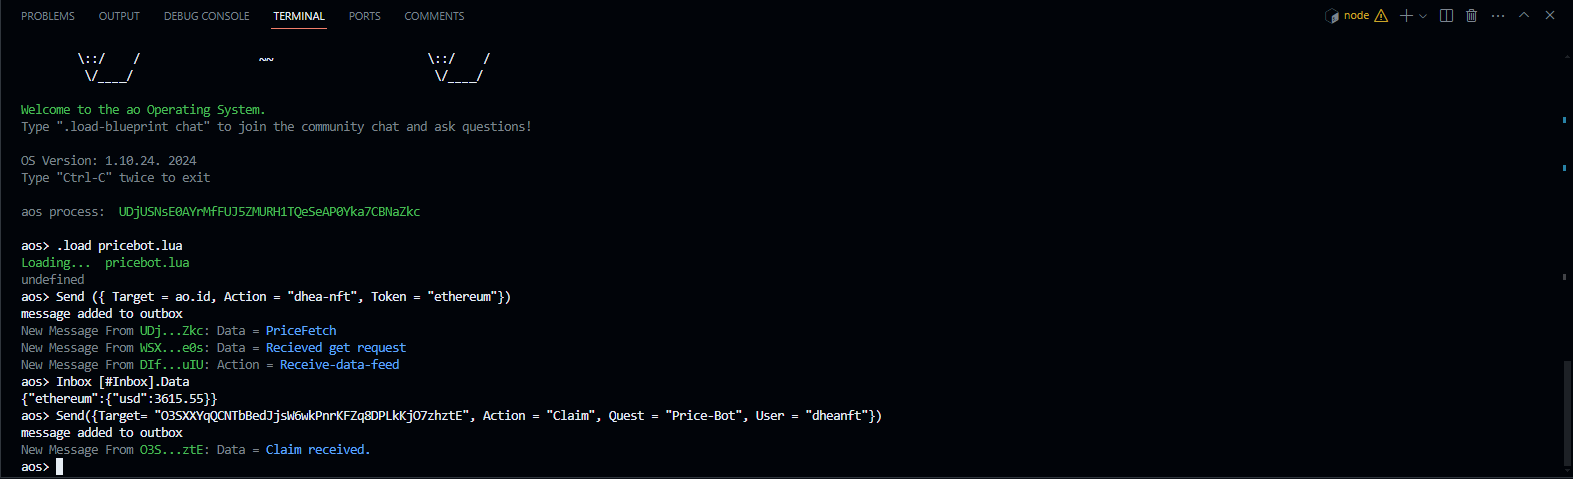 PROBLEMS OUTPUT DEBUG CONSOLE TERMINAL PORTS COMMENTS node
\::/ / ~~ \::/ /
\/____/ \/____/
Welcome to the ao Operating System.
Type ".load-blueprint chat" to join the community chat and ask questions!
OS Version: 1.10.24. 2024
Type "Ctrl-C" twice to exit
aos process: UDjUSNsE0AYrMfFUJ5ZMURH1TQeSeAP0Yka7CBNaZkc
aos> .load pricebot.lua
Loading... pricebot.lua
undefined
aos> Send ({ Target = ao.id, Action = "dhea-nft", Token = "ethereum"})
message added to outbox
New Message From UDj...Zkc: Data = PriceFetch
New Message From WSX...e0s: Data = Recieved get request
New Message From DIf...uIU: Action = Receive-data-feed
aos> Inbox [#Inbox].Data
{"ethereum":{"usd":3615.55}}
aos> Send({Target= "O3SXXYqQCNTbBedJjsW6wkPnrKFZq8DPLkKjO7zhztE", Action = "Claim", Quest = "Price-Bot", User = "dheanft"})
message added to outbox
New Message From O3S...ztE: Data = Claim received.
aos>